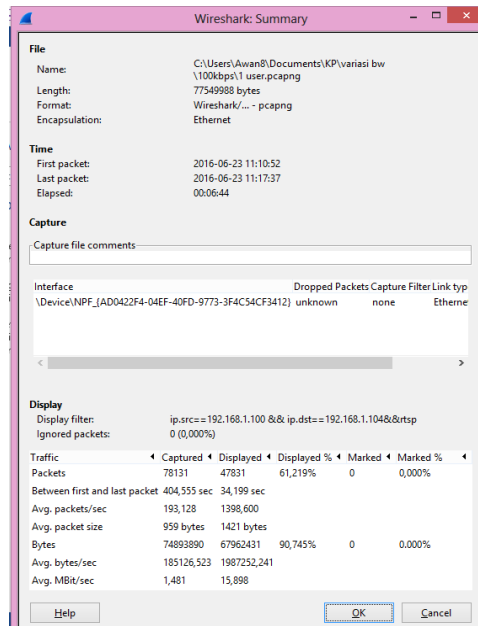 Wireshark: Summary
File
Name: C:\Users\Awan8\Documents\KP\variasi bw
\100kbps\1 user.pcapng
Length: 77549988 bytes
Format: Wireshark/... - pcapng
Encapsulation: Ethernet
Time
First packet: 2016-06-23 11:10:52
Last packet: 2016-06-23 11:17:37
Elapsed: 00:06:44
Capture
Capture file comments
Interface Dropped Packets Capture Filter Link typ
\Device\NPF_{AD0422F4-04EF-40FD-9773-3F4C54CF3412} unknown none Etherne
Display
Display filter: ip.src==192.168.1.100 && ip.dst==192.168.1.104&&rtsp
Ignored packets: 0 (0,000%)
Traffic Captured Displayed Displayed % Marked Marked %
Packets 78131 47831 61,219% 0 0,000%
Between first and last packet 404,555 sec 34,199 sec
Avg. packets/sec 193,128 1398,600
Avg. packet size 959 bytes 1421 bytes
Bytes 74893890 67962431 90,745% 0 0.000%
Avg. bytes/sec 185126,523 1987252,241
Avg. MBit/sec 1,481 15,898
Help OK Cancel